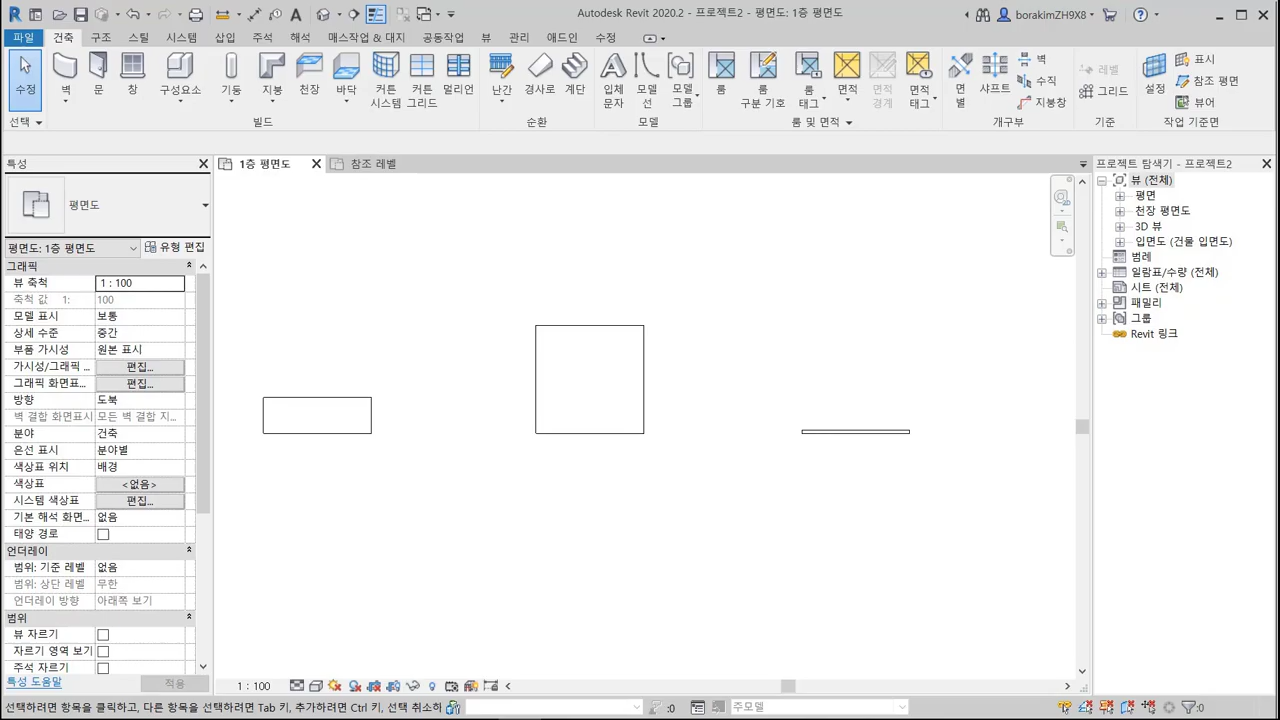 Autodesk Revit 2020.2 - 프로젝트2 - 평면도: 1층 평면도
borakimZH9X8
파일 건축 구조 스틸 시스템 삽입 주석 해석 매스작업 & 대지 공동작업 뷰 관리 애드인 수정
수정 벽 문 창 구성요소 기둥 지붕 천장 바닥 커튼 시스템 커튼 그리드 멀리언 난간 경사로 계단 입체 문자 모델 선 모델 그룹 룸 룸 구분 기호 룸 태그 면적 면적 경계 면적 태그 면 별 샤프트 벽 수직 지붕창 레벨 그리드 설정 표시 참조 평면 뷰어
선택 빌드 순환 모델 룸 및 면적 개구부 기준 작업 기준면
특성
1층 평면도 참조 레벨
프로젝트 탐색기 - 프로젝트2
평면도
평면도: 1층 평면도 유형 편집
그래픽
뷰 축척 1 : 100
축척 값 1: 100
모델 표시 보통
상세 수준 중간
부품 가시성 원본 표시
가시성/그래픽 ... 편집...
그래픽 화면표... 편집...
방향 도북
벽 결합 화면표시 모든 벽 결합 지...
분야 건축
은선 표시 분야별
색상표 위치 배경
색상표 <없음>
시스템 색상표 편집...
기본 해석 화면... 없음
태양 경로
언더레이
범위: 기준 레벨 없음
범위: 상단 레벨 무한
언더레이 방향 아래쪽 보기
범위
뷰 자르기
자르기 영역 보기
주석 자르기
특성 도움말 적용
뷰 (전체)
평면
천장 평면도
3D 뷰
입면도 (건물 입면도)
범례
일람표/수량 (전체)
시트 (전체)
패밀리
그룹
Revit 링크
1 : 100
선택하려면 항목을 클릭하고, 다른 항목을 선택하려면 Tab 키, 추가하려면 Ctrl 키, 선택 취소히
:0
주모델
:0